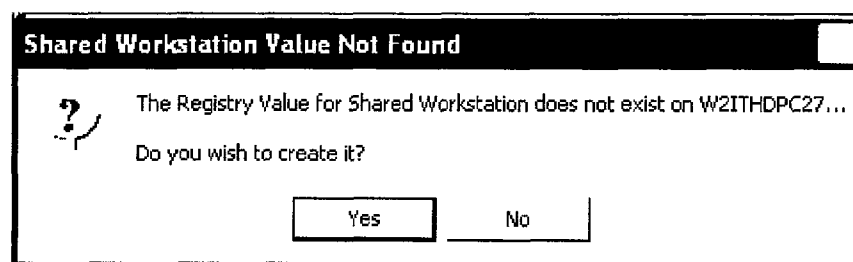 Shared Workstation Value Not Found
The Registry Value for Shared Workstation does not exist on W2ITHDPC27...
Do you wish to create it?
Yes No